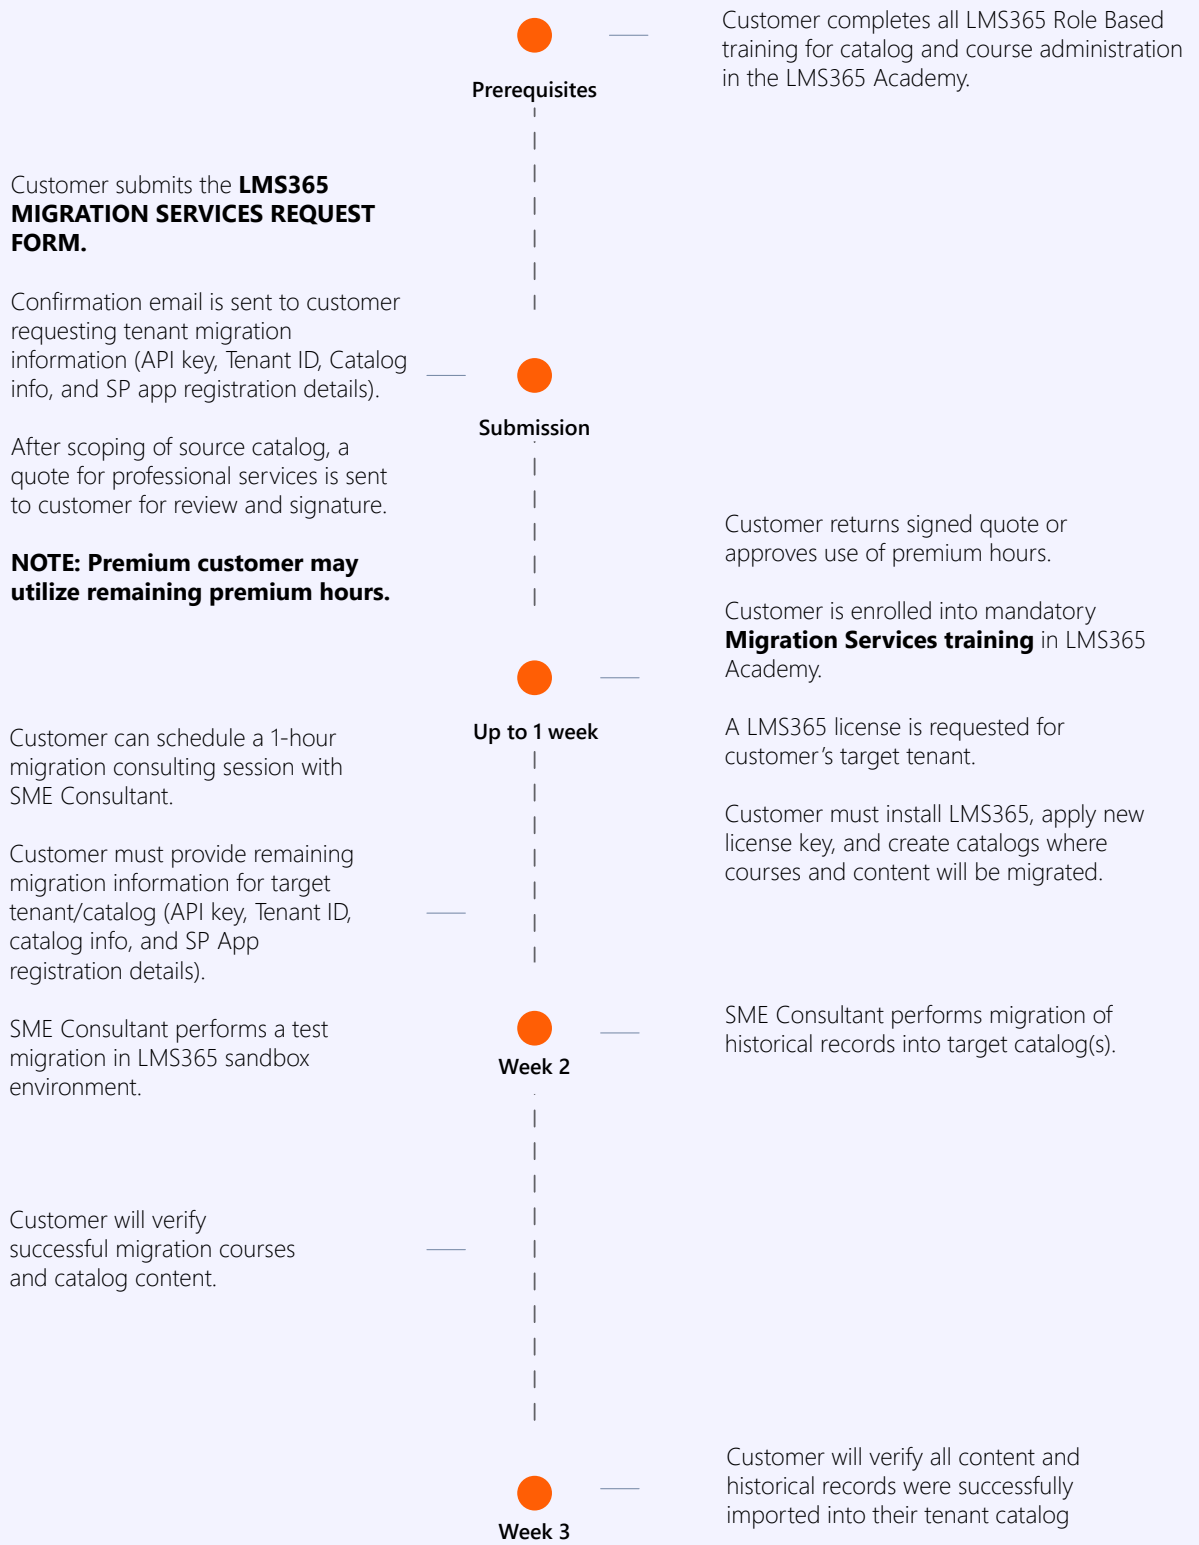 Customer completes all LMS365 Role Based
training for catalog and course administration
in the LMS365 Academy.
Prerequisites
Customer submits the LMS365
MIGRATION SERVICES REQUEST
FORM.
Confirmation email is sent to customer
requesting tenant migration
information (API key, Tenant ID, Catalog
info, and SP app registration details).
After scoping of source catalog, a
quote for professional services is sent
to customer for review and signature.
NOTE: Premium customer may
utilize remaining premium hours.
Submission
Customer returns signed quote or
approves use of premium hours.
Customer is enrolled into mandatory
Migration Services training in LMS365
Academy.
A LMS365 license is requested for
customer's target tenant.
Customer must install LMS365, apply new
license key, and create catalogs where
courses and content will be migrated.
Up to 1 week
Customer can schedule a 1-hour
migration consulting session with
SME Consultant.
Customer must provide remaining
migration information for target
tenant/catalog (API key, Tenant ID,
catalog info, and SP App
registration details).
SME Consultant performs a test
migration in LMS365 sandbox
environment.
SME Consultant performs migration of
historical records into target catalog(s).
Week 2
Customer will verify
successful migration courses
and catalog content.
Customer will verify all content and
historical records were successfully
imported into their tenant catalog
Week 3